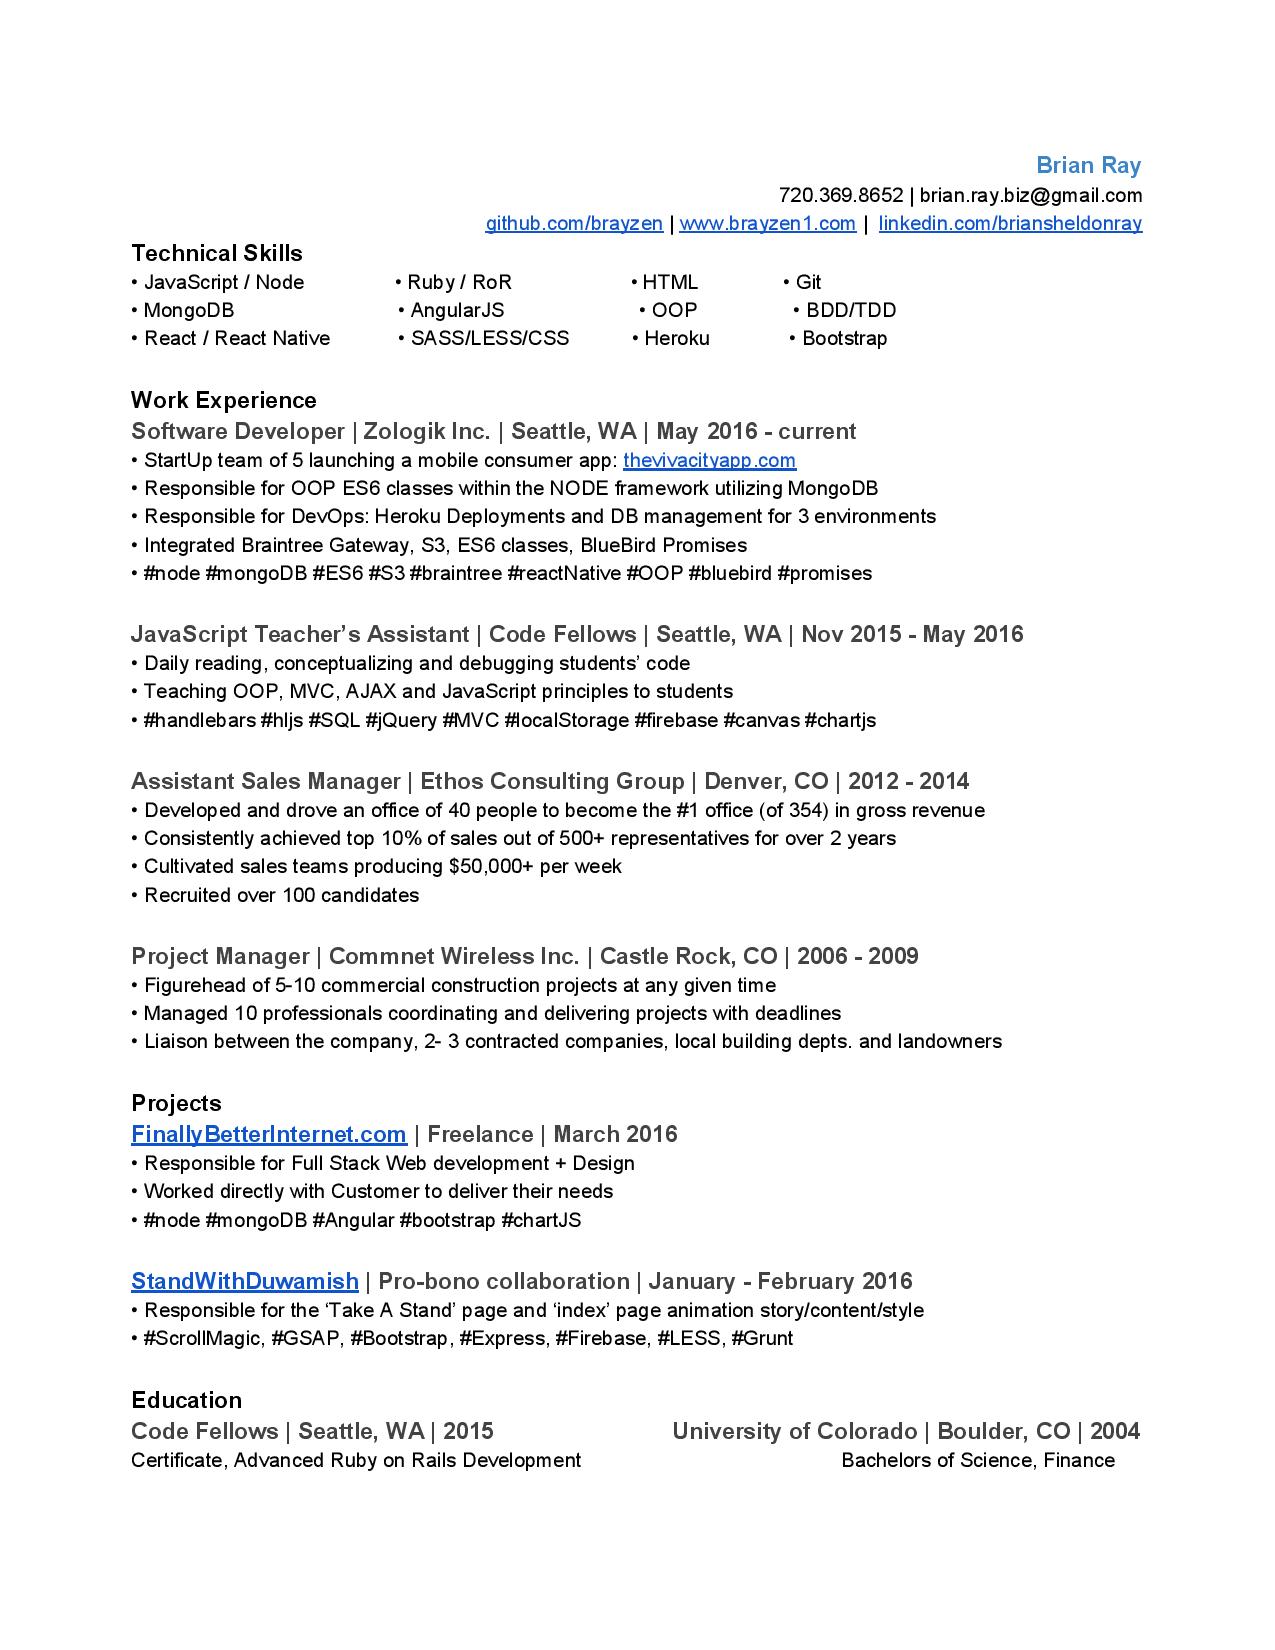 Brian Ray
720.369.8652 | brian.ray.biz@gmail.com
github.com/brayzen | www.brayzen1.com | linkedin.com/briansheldonray
Technical Skills
• JavaScript / Node • Ruby / RoR • HTML • Git
• MongoDB • AngularJS • OOP • BDD/TDD
• React / React Native • SASS/LESS/CSS • Heroku • Bootstrap
Work Experience
Software Developer | Zologik Inc. | Seattle, WA | May 2016 - current
• StartUp team of 5 launching a mobile consumer app: thevivacityapp.com
• Responsible for OOP ES6 classes within the NODE framework utilizing MongoDB
• Responsible for DevOps: Heroku Deployments and DB management for 3 environments
• Integrated Braintree Gateway, S3, ES6 classes, BlueBird Promises
• #node #mongoDB #ES6 #S3 #braintree #reactNative #OOP #bluebird #promises
JavaScript Teacher’s Assistant | Code Fellows | Seattle, WA | Nov 2015 - May 2016
• Daily reading, conceptualizing and debugging students’ code
• Teaching OOP, MVC, AJAX and JavaScript principles to students
• #handlebars #hljs #SQL #jQuery #MVC #localStorage #firebase #canvas #chartjs
Assistant Sales Manager | Ethos Consulting Group | Denver, CO | 2012 - 2014
• Developed and drove an office of 40 people to become the #1 office (of 354) in gross revenue
• Consistently achieved top 10% of sales out of 500+ representatives for over 2 years
• Cultivated sales teams producing $50,000+ per week
• Recruited over 100 candidates
Project Manager | Commnet Wireless Inc. | Castle Rock, CO | 2006 - 2009
• Figurehead of 5-10 commercial construction projects at any given time
• Managed 10 professionals coordinating and delivering projects with deadlines
• Liaison between the company, 2- 3 contracted companies, local building depts. and landowners
Projects
FinallyBetterInternet.com | Freelance | March 2016
• Responsible for Full Stack Web development + Design
• Worked directly with Customer to deliver their needs
• #node #mongoDB #Angular #bootstrap #chartJS
StandWithDuwamish | Pro-bono collaboration | January - February 2016
• Responsible for the ‘Take A Stand’ page and ‘index’ page animation story/content/style
• #ScrollMagic, #GSAP, #Bootstrap, #Express, #Firebase, #LESS, #Grunt
Education
Code Fellows | Seattle, WA | 2015 University of Colorado | Boulder, CO | 2004
Certificate, Advanced Ruby on Rails Development Bachelors of Science, Finance